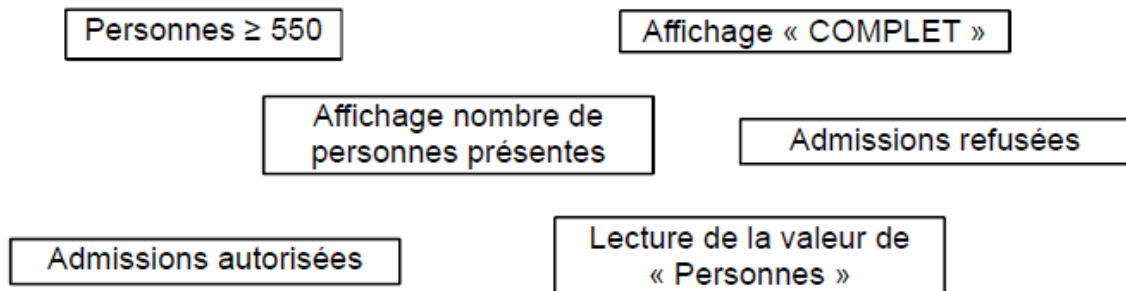 Personnes ≥ 550
Affichage « COMPLET »
Affichage nombre de
personnes présentes
Admissions refusées
Admissions autorisées
Lecture de la valeur de
« Personnes »